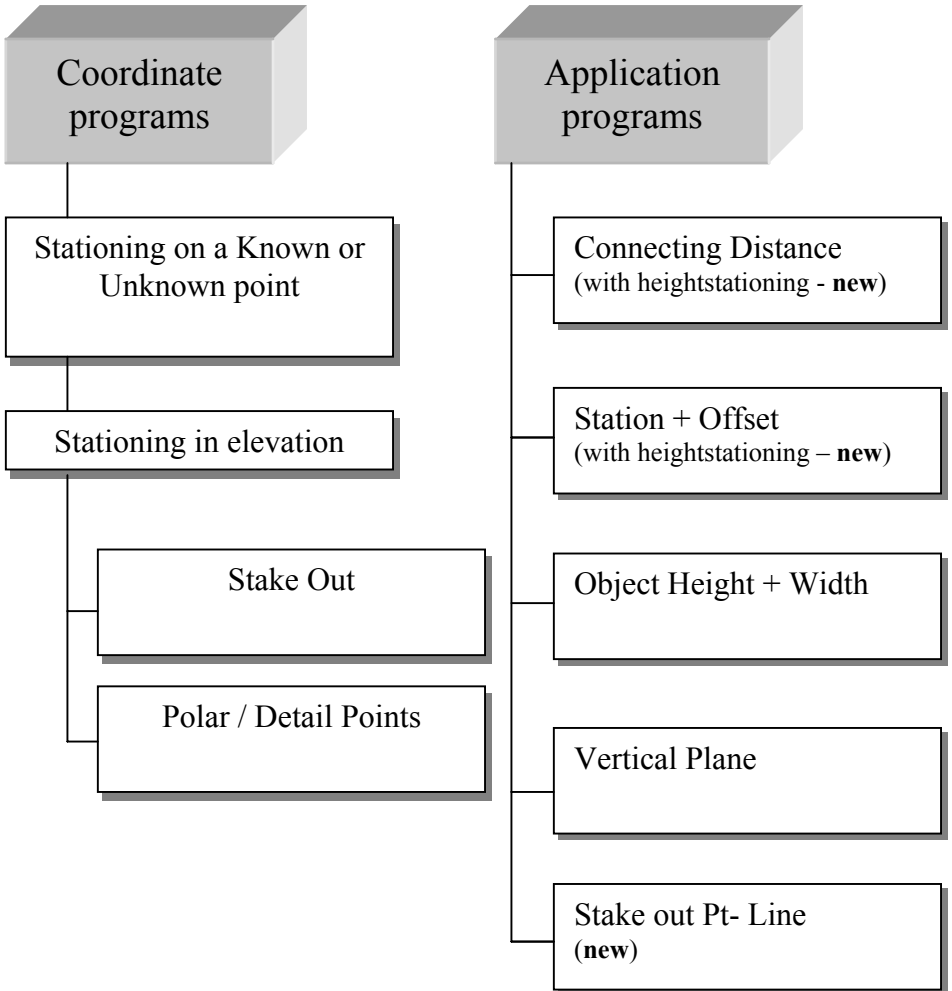 Coordinate
programs
Stationing on a Known or
Unknown point
Stationing in elevation
Stake Out
Polar / Detail Points
Application
programs
Connecting Distance
(with heightstationing - new)
Station + Offset
(with heightstationing – new)
Object Height + Width
Vertical Plane
Stake out Pt- Line
(new)